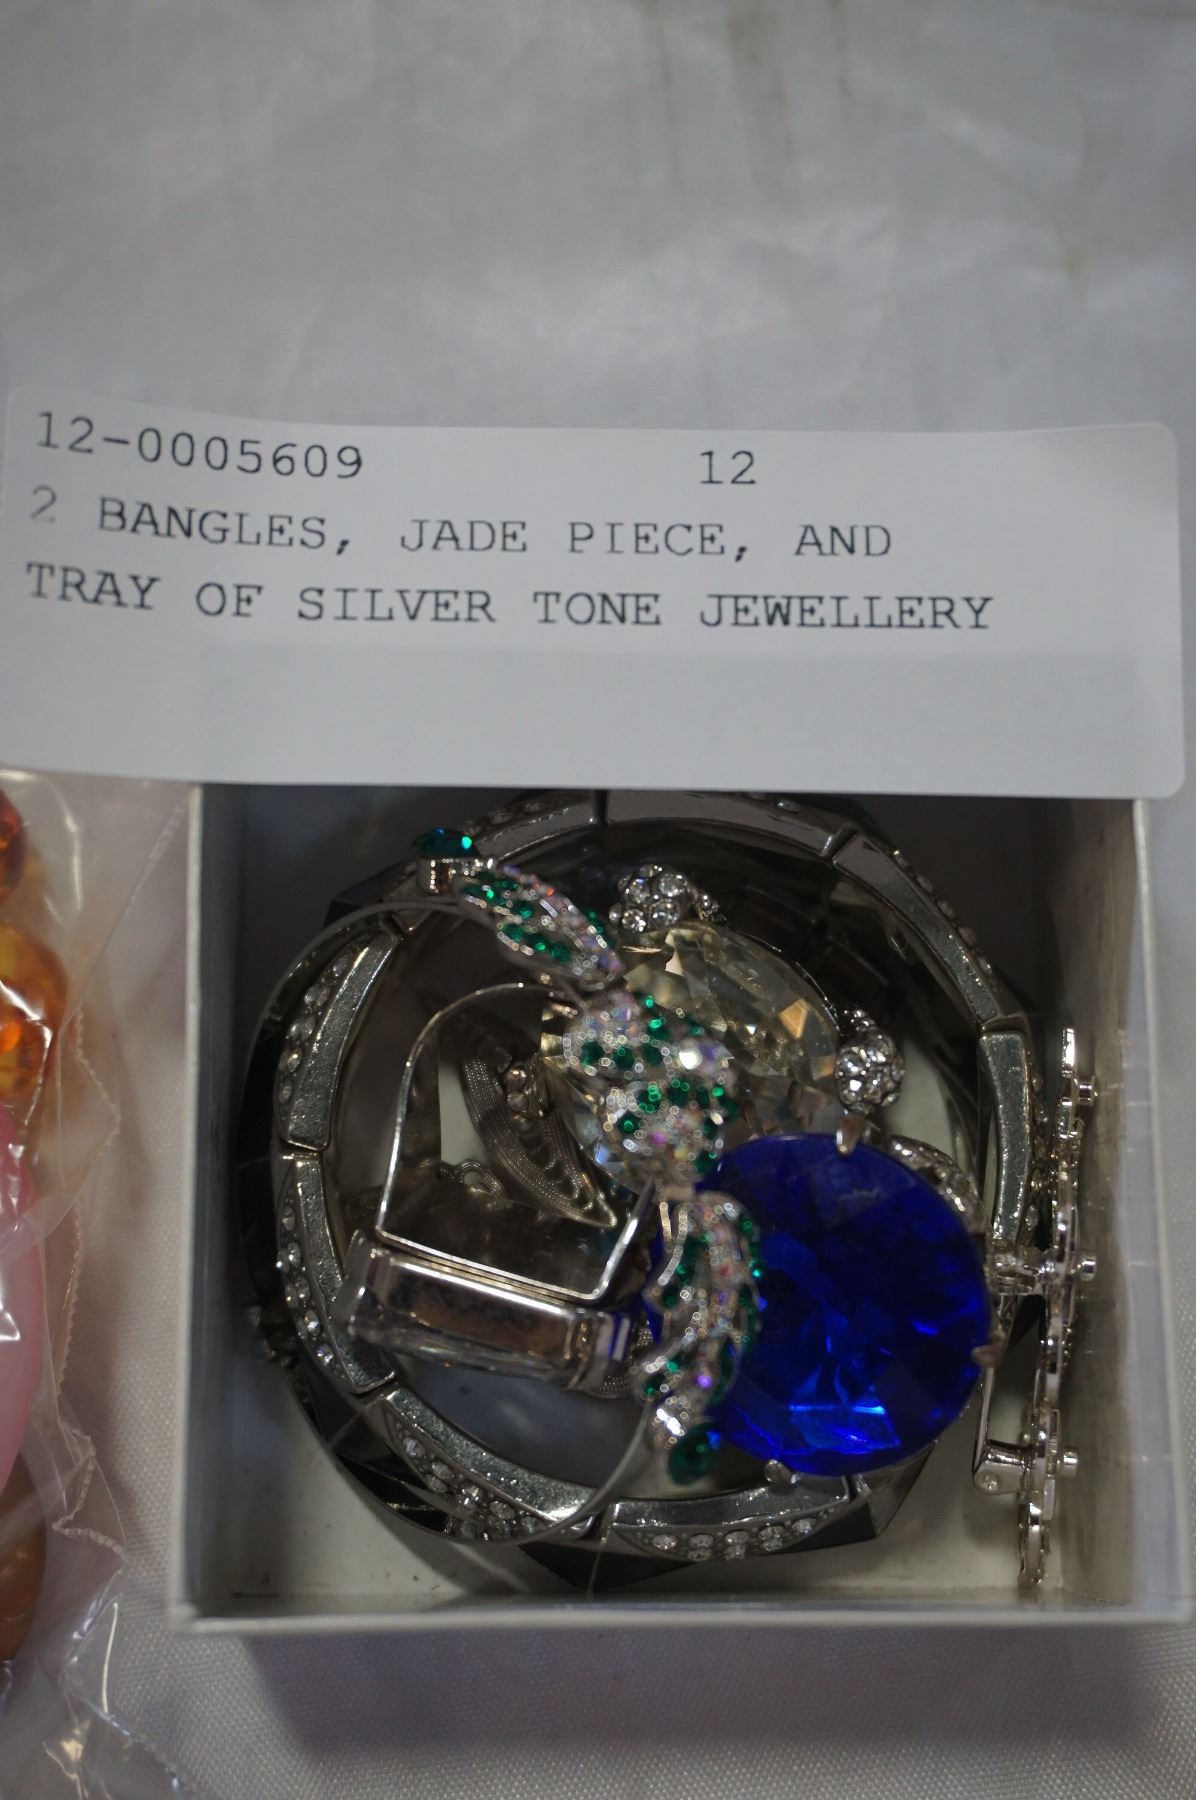 12-0005609 12
2 BANGLES, JADE PIECE, AND
TRAY OF SILVER TONE JEWELLERY